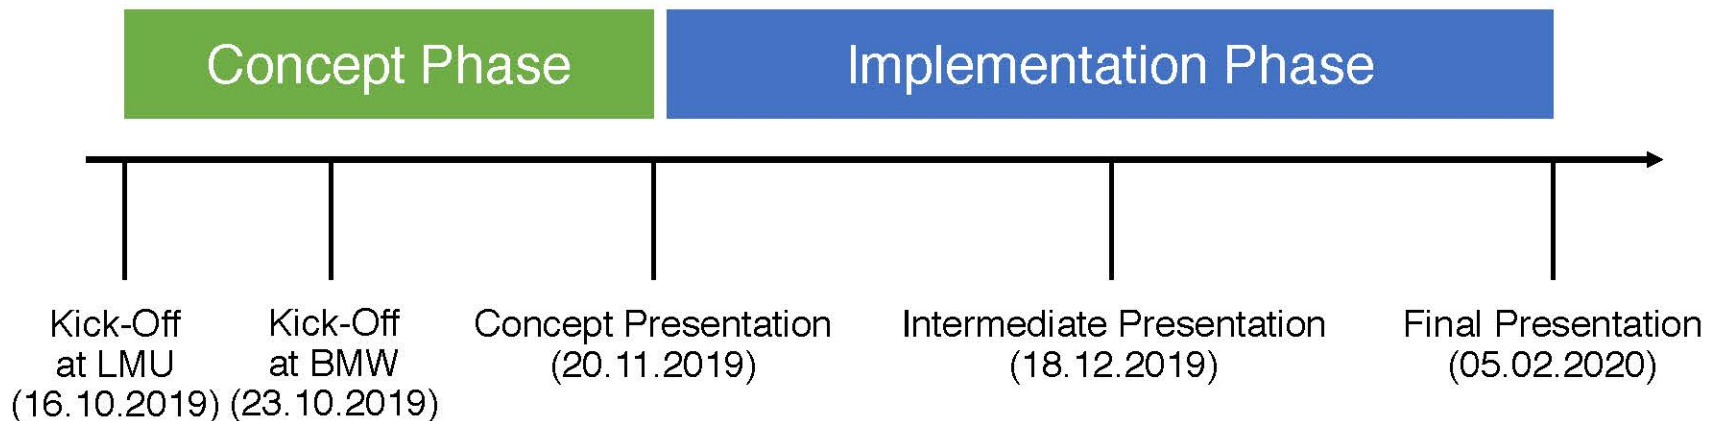 Concept Phase
Implementation Phase
Kick-Off
at LMU
(16.10.2019)
Kick-Off
at BMW
(23.10.2019)
Concept Presentation
(20.11.2019)
Intermediate Presentation
(18.12.2019)
Final Presentation
(05.02.2020)